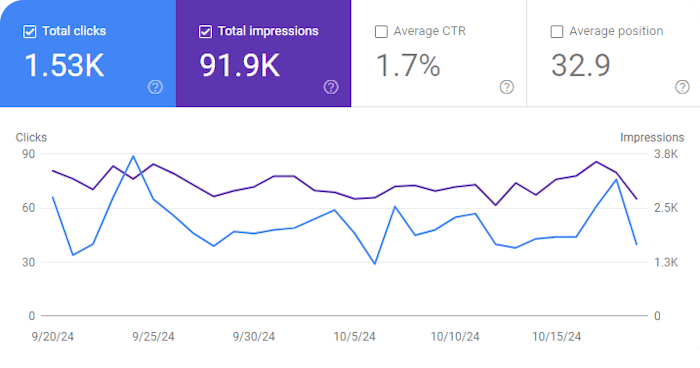 Total clicks
1.53K
Total impressions
91.9K
Average CTR
1.7%
Average position
32.9
Clicks
Impressions
90
3.8K
60
2.5K
30
1.3K
0
0
9/20/24 9/25/24 9/30/24 10/5/24 10/10/24 10/15/24